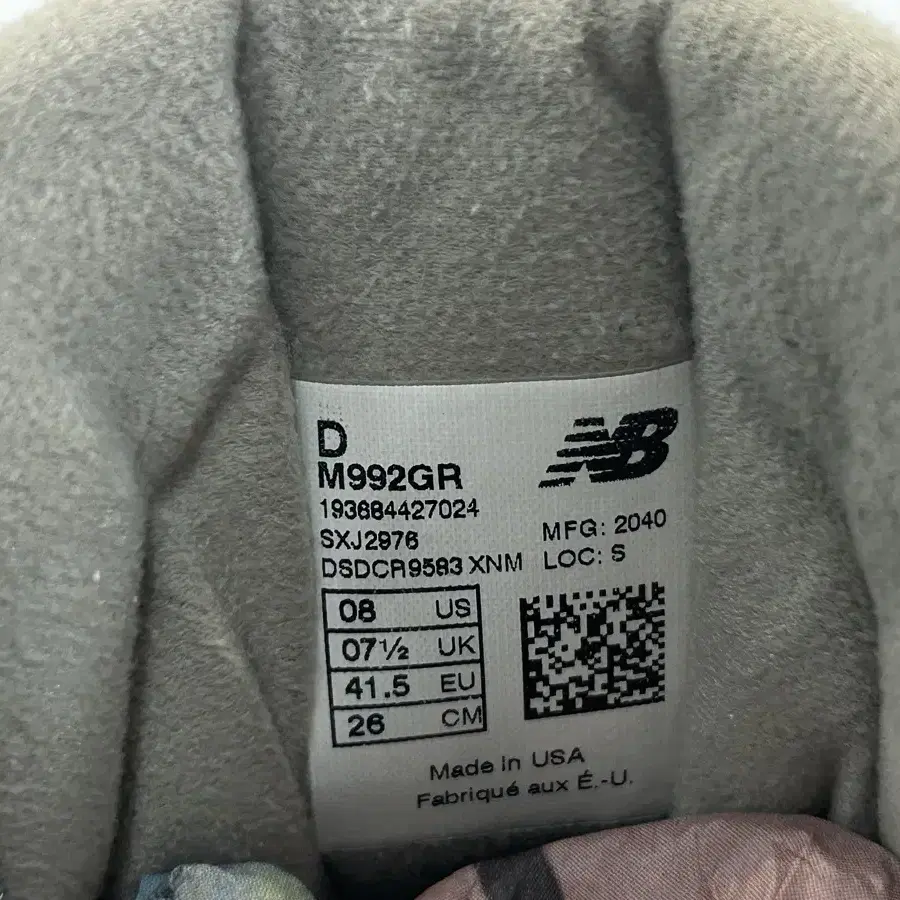 D
M992GR
193684427024
SXJ2976
DSDCR9583 XNM
NB
MFG: 2040
LOC: S
08 US
07½ UK
41.5 EU
26 CM
Made in USA
Fabriqué aux É.-U.